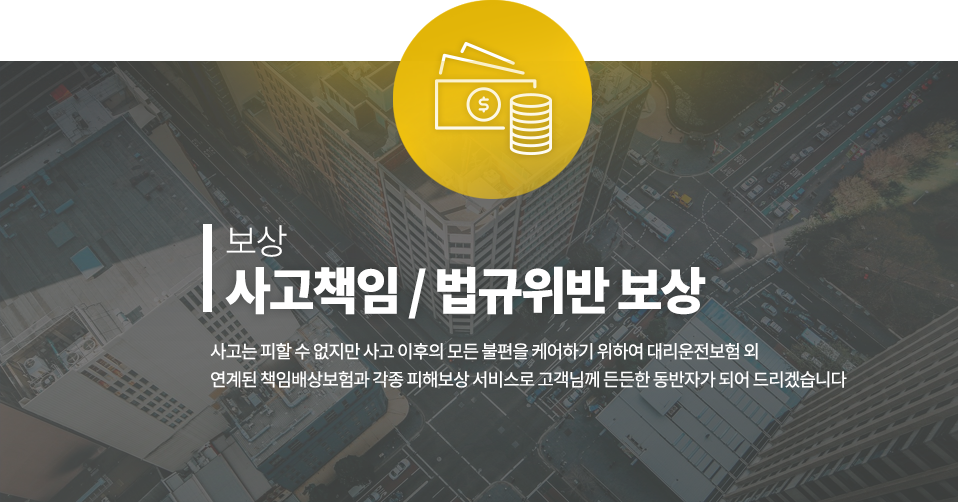 $
보상
사고책임 / 법규위반 보상
사고는 피할 수 없지만 사고 이후의 모든 불편을 케어하기 위하여 대리운전보험 외
연계된 책임배상보험과 각종 피해보상 서비스로 고객님께 든든한 동반자가 되어 드리겠습니다